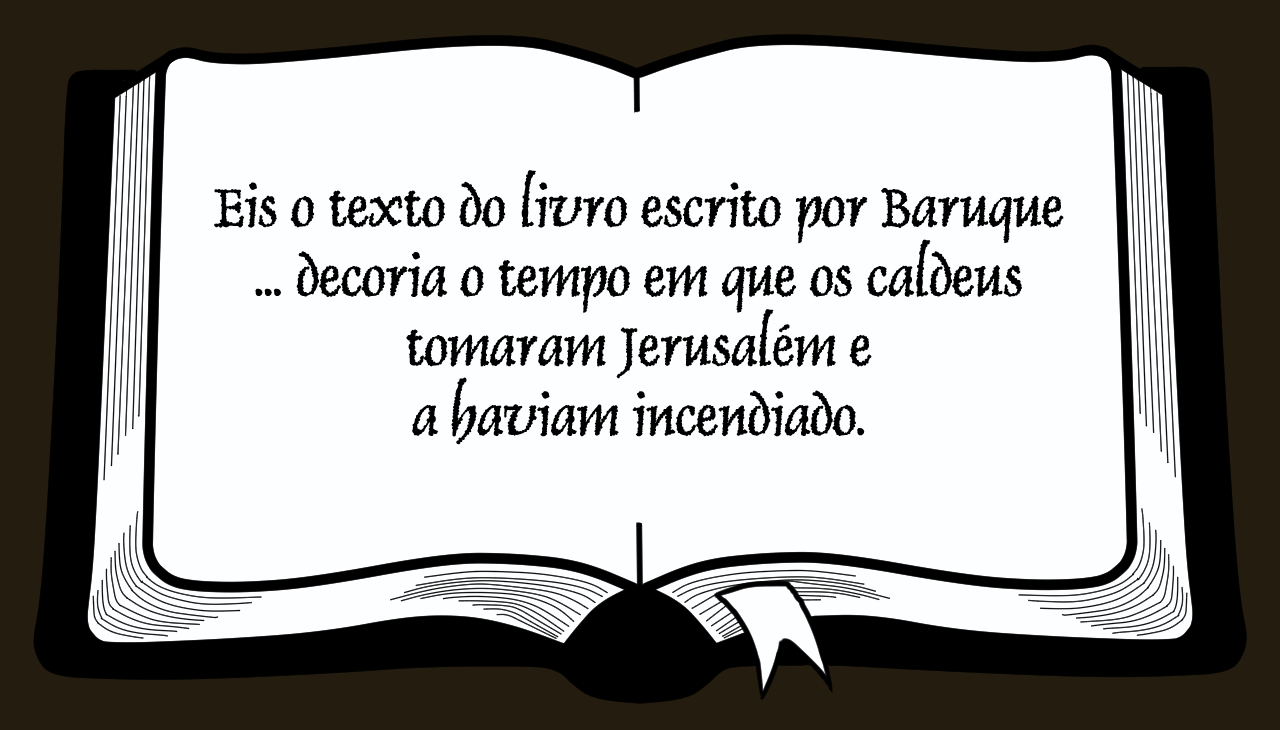 Eis o texto do livro escrito por Baruque
... decoria o tempo em que os caldeus
tomaram Jerusalém e
a haviam incendiado.